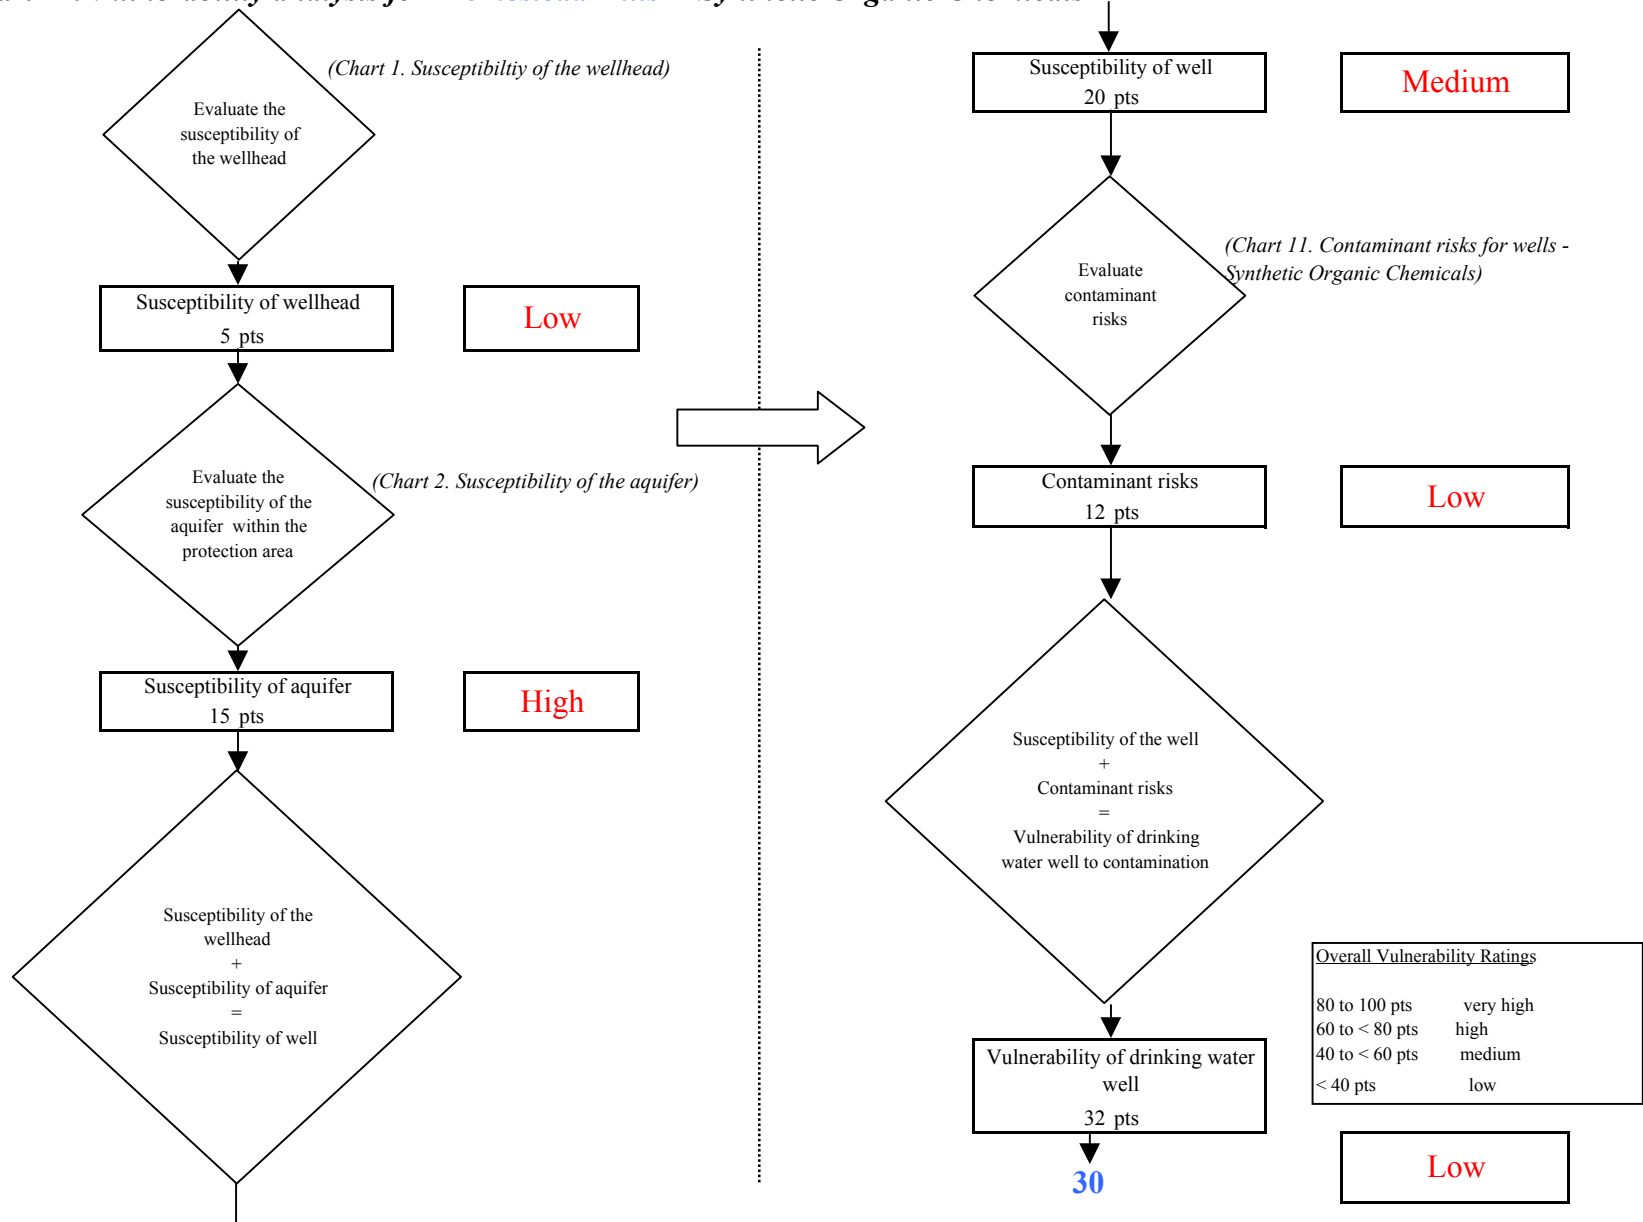 Synthetic Organic Chemicals
(Chart 1. Susceptibiltiy of the wellhead)
Evaluate the
susceptibility of
the wellhead
Susceptibility of wellhead
5 pts
Low
Evaluate the
susceptibility of the
aquifer within the
protection area
(Chart 2. Susceptibility of the aquifer)
Susceptibility of aquifer
15 pts
High
Susceptibility of the
wellhead
+
Susceptibility of aquifer
=
Susceptibility of well
Susceptibility of well
20 pts
Medium
Evaluate
contaminant
risks
(Chart 11. Contaminant risks for wells -
Synthetic Organic Chemicals)
Contaminant risks
12 pts
Low
Susceptibility of the well
+
Contaminant risks
=
Vulnerability of drinking
water well to contamination
Vulnerability of drinking water
well
32 pts
30
Overall Vulnerability Ratings
80 to 100 pts very high
60 to < 80 pts high
40 to < 60 pts medium
< 40 pts low
Low